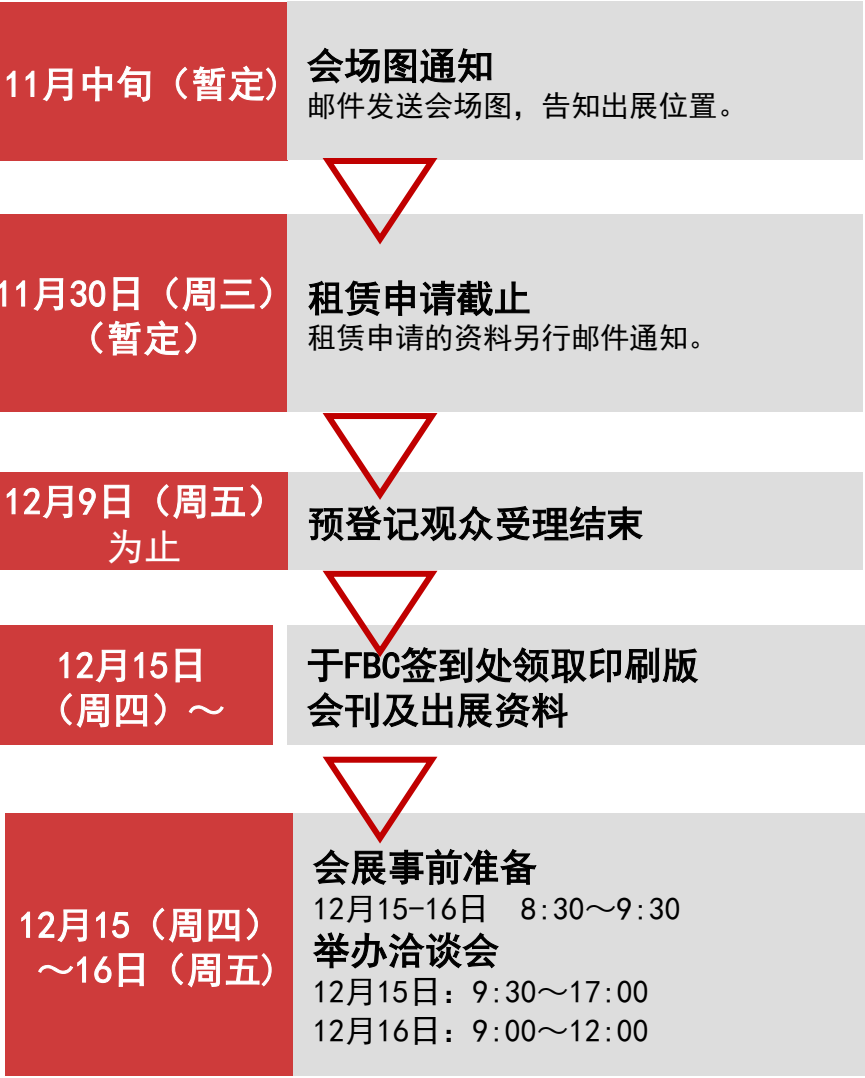 11月中旬（暂定）
会场图通知
邮件发送会场图，告知出展位置。
11月30日（周三）
（暂定）
租赁申请截止
租赁申请的资料另行邮件通知。
12月9日（周五）
为止
预登记观众受理结束
12月15日
（周四）～
于FBC签到处领取印刷版
会刊及出展资料
12月15（周四）
～16日（周五）
会展事前准备
12月15-16日　8:30～9:30
举办洽谈会
12月15日：9:30～17:00
12月16日：9:00～12:00